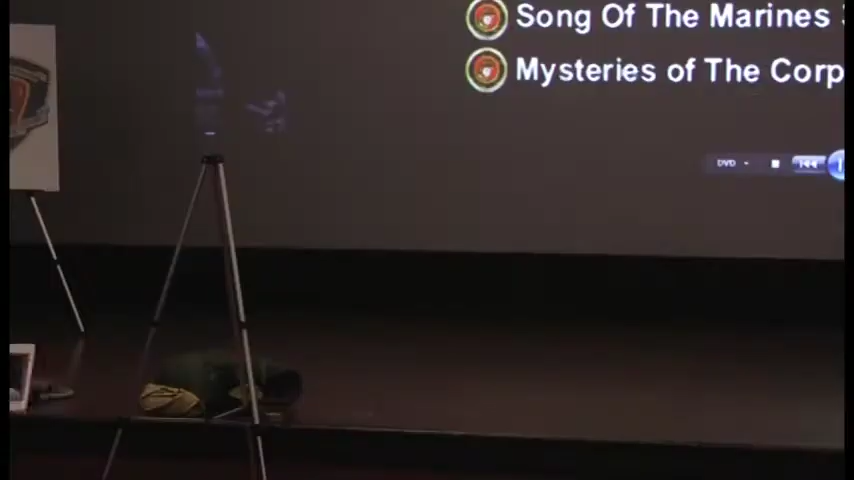 Song Of The Marines
Mysteries of The Corp
DVD